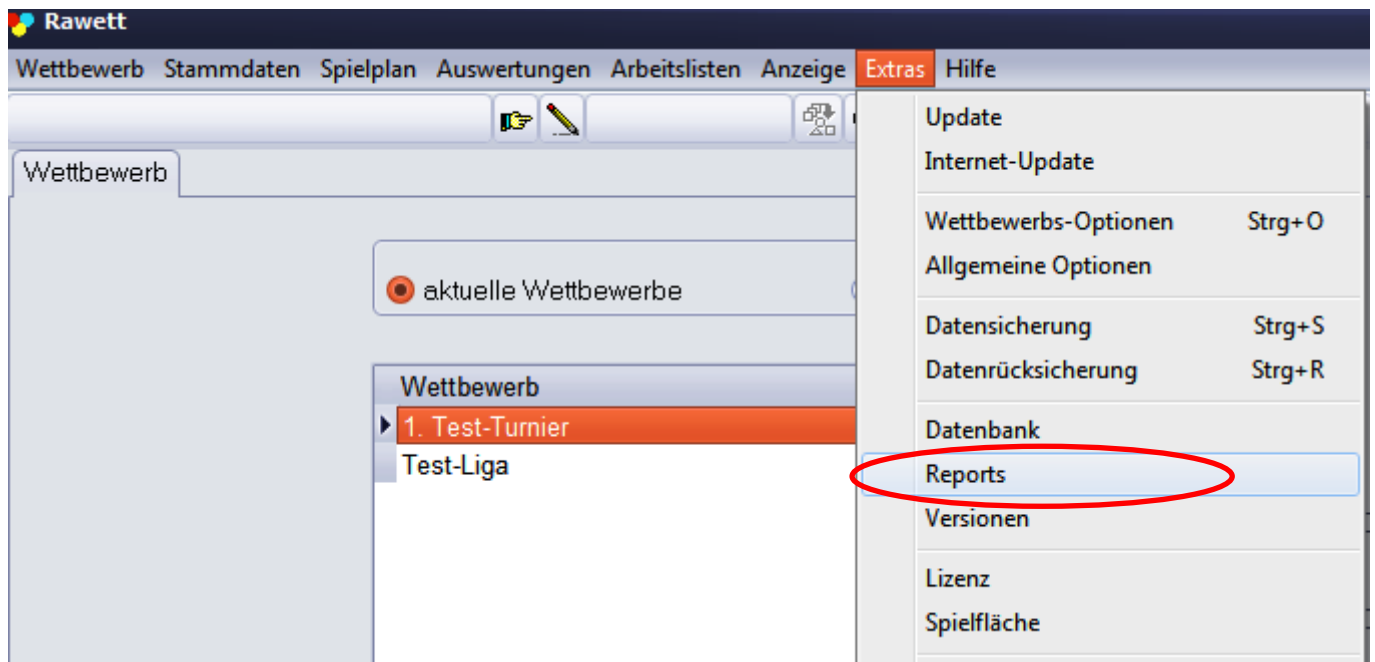 Rawett
Wettbewerb Stammdaten Spielplan Auswertungen Arbeitslisten Anzeige Extras Hilfe
Wettbewerb
aktuelle Wettbewerbe
Wettbewerb
1. Test-Turnier
Test-Liga
Update
Internet-Update
Wettbewerbs-Optionen Strg+O
Allgemeine Optionen
Datensicherung Strg+S
Datenrücksicherung Strg+R
Datenbank
Reports
Versionen
Lizenz
Spielfläche